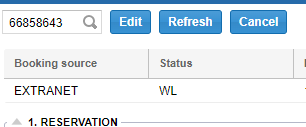 66858643 Edit Refresh Cancel
Booking source Status
EXTRANET WL
1. RESERVATION